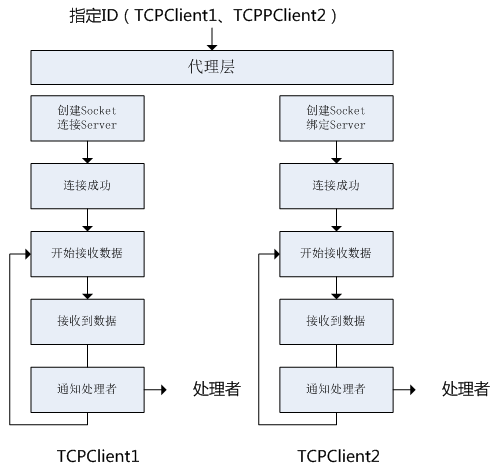 指定ID（TCPClient1、TCPPClient2）
代理层
创建Socket
连接Server
连接成功
开始接收数据
接收到数据
通知处理者
处理者
TCPClient1
创建Socket
绑定Server
连接成功
开始接收数据
接收到数据
通知处理者
处理者
TCPClient2